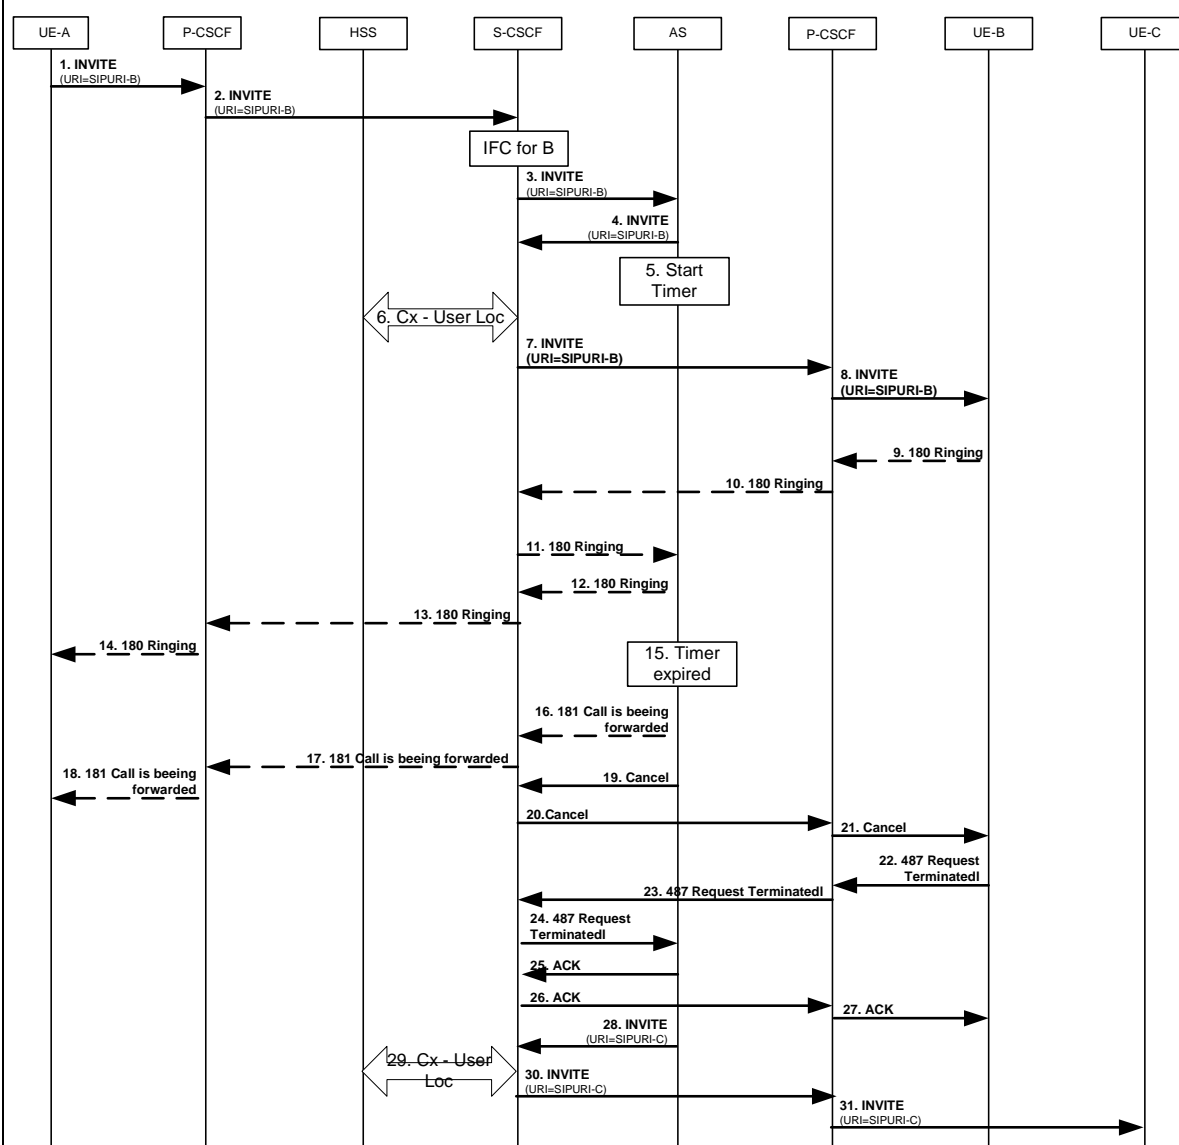 UE-A
P-CSCF
HSS
S-CSCF
AS
P-CSCF
UE-B
UE-C
1. INVITE
(URI=SIPURI-B)
2. INVITE
(URI=SIPURI-B)
IFC for B
3. INVITE
(URI=SIPURI-B)
4. INVITE
(URI=SIPURI-B)
5. Start
Timer
6. Cx - User Loc
7. INVITE
(URI=SIPURI-B)
8. INVITE
(URI=SIPURI-B)
9. 180 Ringing
10. 180 Ringing
11. 180 Ringing
12. 180 Ringing
13. 180 Ringing
14. 180 Ringing
15. Timer
expired
16. 181 Call is beeing
forwarded
17. 181 Call is beeing forwarded
18. 181 Call is beeing
forwarded
19. Cancel
20.Cancel
21. Cancel
22. 487 Request
TerminatedI
23. 487 Request TerminatedI
24. 487 Request
TerminatedI
25. ACK
26. ACK
27. ACK
28. INVITE
(URI=SIPURI-C)
29. Cx - User
Loc
30. INVITE
(URI=SIPURI-C)
31. INVITE
(URI=SIPURI-C)